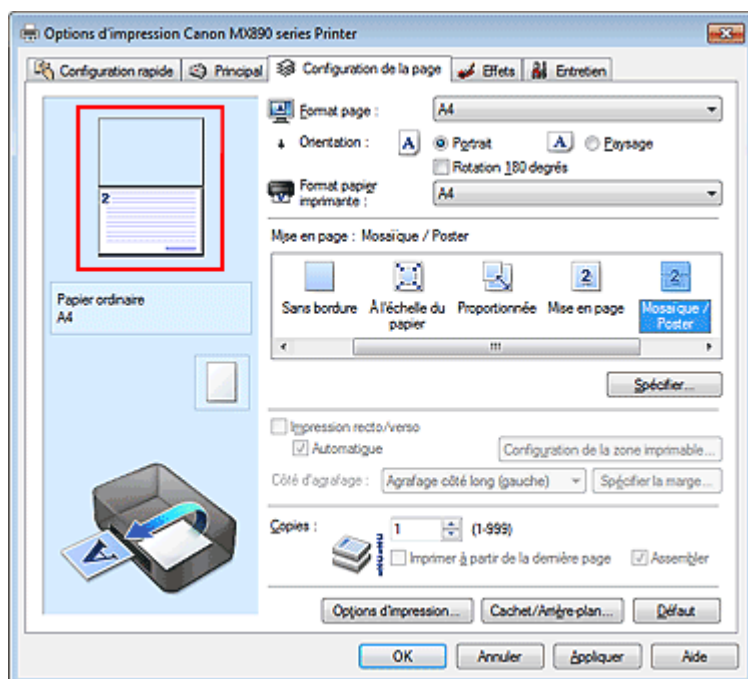 Options d'impression Canon MX890 series Printer
Configuration rapide Principal Configuration de la page Effets Entretien
Format page : A4
Orientation : A Portrait A Paysage
Rotation 180 degrés
Format papier imprimante : A4
2
Mise en page : Mosaïque / Poster
2 2
Sans bordure À l'échelle du papier Proportionnée Mise en page Mosaïque / Poster
Papier ordinaire
A4
Spécifier...
Impression recto/verso
Automatique Configuration de la zone imprimable...
Côté d'agrafage : Agrafage côté long (gauche) Spécifier la marge...
Copies : 1 (1-999)
Imprimer à partir de la dernière page Assembler
A
Options d'impression... Cachet/Arrière-plan... Défaut
OK Annuler Appliquer Aide